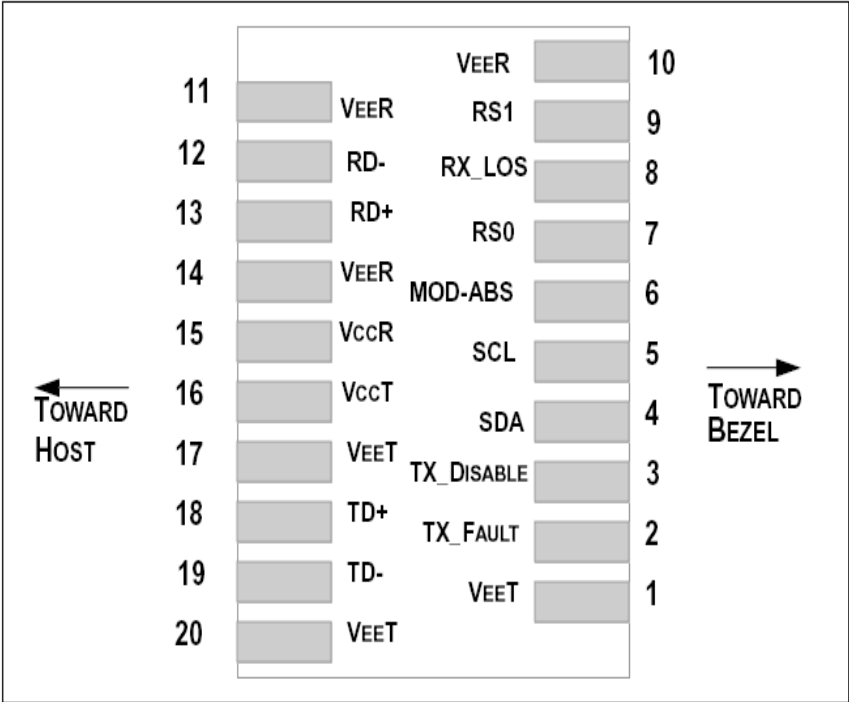 11 VEER
12 RD-
13 RD+
14 VEER
15 VCCR
16 VCCT
17 VEET
18 TD+
19 TD-
20 VEET
VEER 10
RS1 9
RX_LOS 8
RS0 7
MOD-ABS 6
SCL 5
SDA 4
TX_DISABLE 3
TX_FAULT 2
VEET 1
TOWARD
HOST
TOWARD
BEZEL